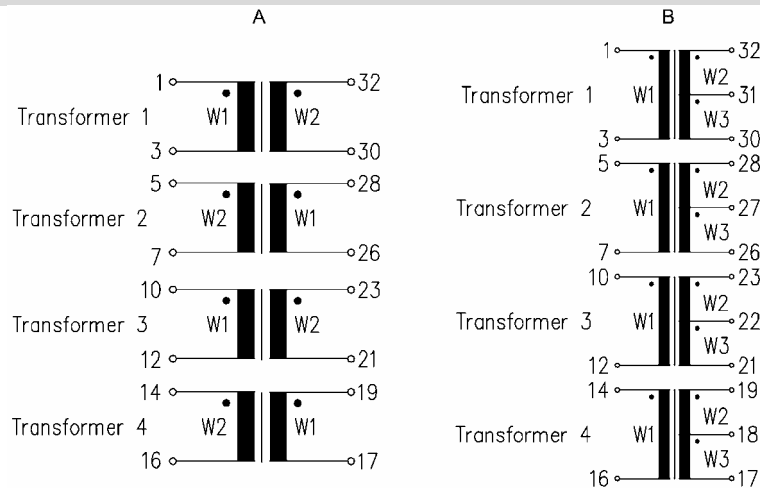 A
1 32
Transformer 1 W1 W2
3 30
5 28
Transformer 2 W2 W1
7 26
10 23
Transformer 3 W1 W2
12 21
14 19
Transformer 4 W2 W1
16 17
B
1 32
W2
Transformer 1 W1 31
W3
3 30
5 28
W2
Transformer 2 W1 27
W3
7 26
10 23
W2
Transformer 3 W1 22
W3
12 21
14 19
W2
Transformer 4 W1 18
W3
16 17